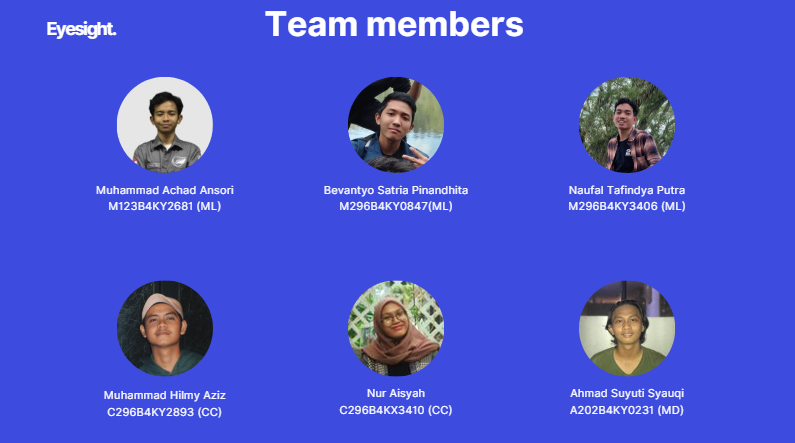 Eyesight.
Team members
Muhammad Achad Ansori
M123B4KY2681 (ML)
Bevantyo Satria Pinandhita
M296B4KY0847(ML)
Naufal Tafindya Putra
M296B4KY3406 (ML)
Muhammad Hilmy Aziz
C296B4KY2893 (CC)
Nur Aisyah
C296B4KX3410 (CC)
Ahmad Suyuti Syauqi
A202B4KY0231 (MD)